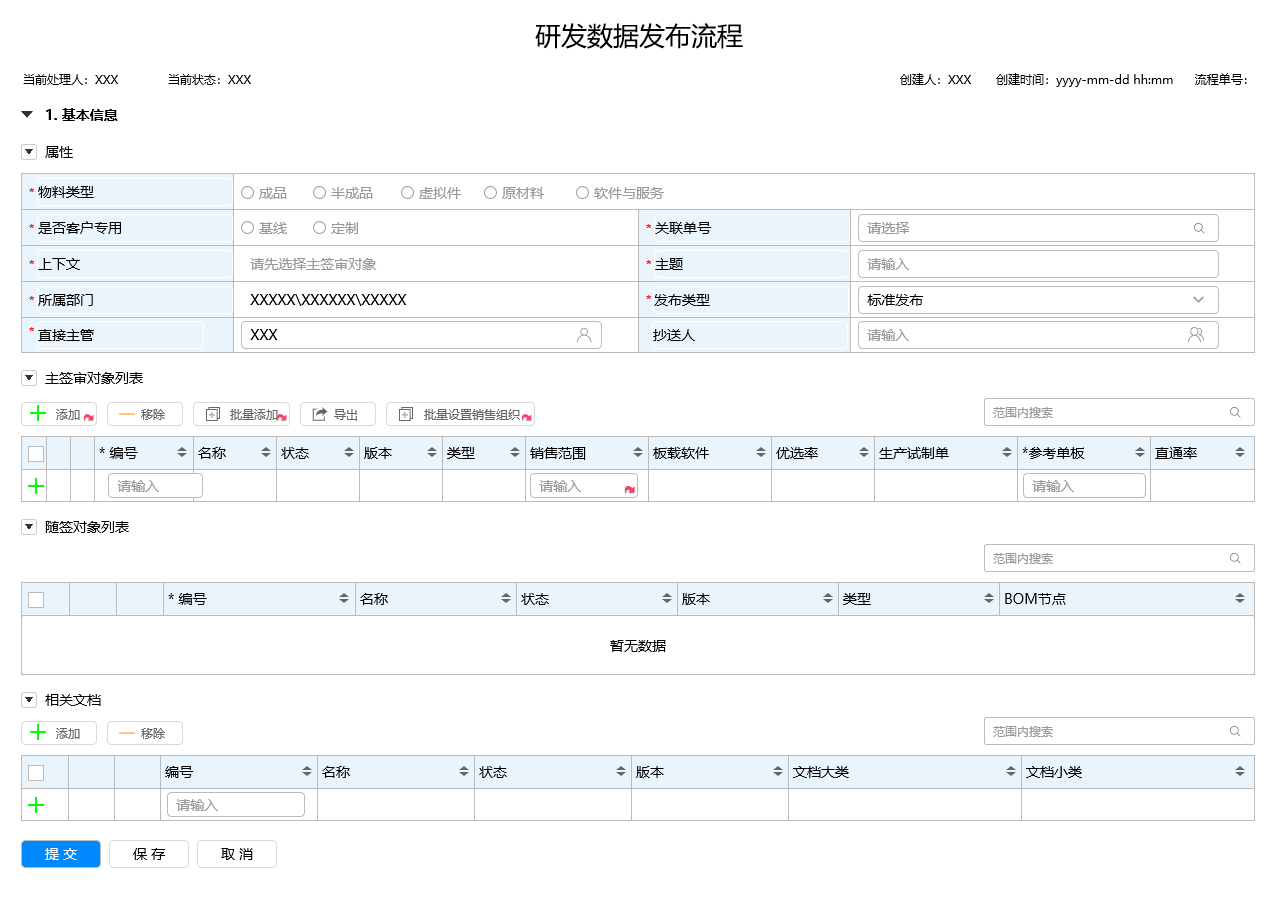 研发数据发布流程
当前处理人：XXX 当前状态：XXX 创建人：XXX 创建时间：yyyy-mm-dd hh:mm 流程单号：
1. 基本信息
属性
* 物料类型 成品 半成品 虚拟件 原材料 软件与服务
* 是否客户专用 基线 定制 * 关联单号 请选择
* 上下文 请先选择主签审对象 * 主题 请输入
* 所属部门 XXXXX\XXXXXX\XXXXX * 发布类型 标准发布
* 直接主管 XXX 抄送人 请输入
主签审对象列表
添加 移除 批量添加 导出 批量设置销售组织 范围内搜索
* 编号 名称 状态 版本 类型 销售范围 板载软件 优选率 生产试制单 *参考单板 直通率
请输入 请输入 请输入
随签对象列表
范围内搜索
* 编号 名称 状态 版本 类型 BOM节点
暂无数据
相关文档
添加 移除 范围内搜索
编号 名称 状态 版本 文档大类 文档小类
请输入
提 交 保 存 取 消